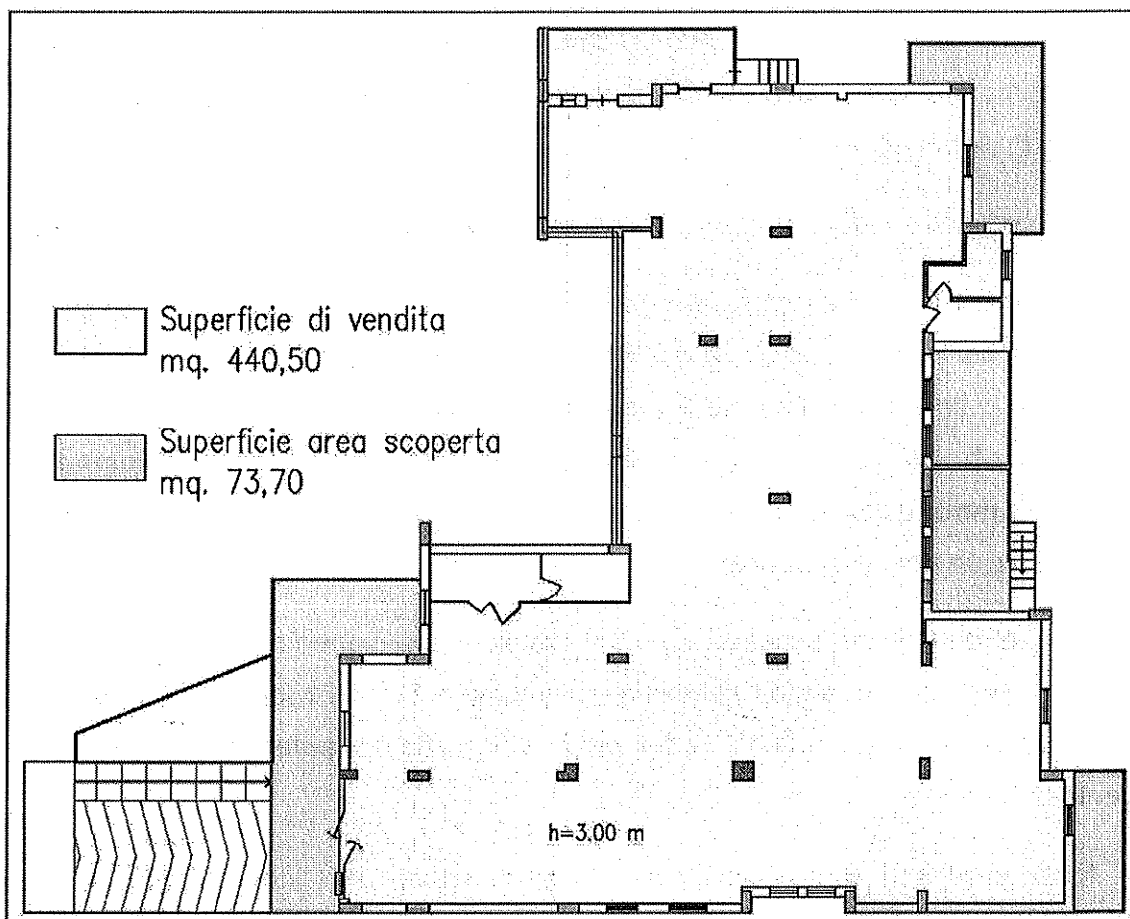 Superficie di vendita
mq. 440,50
Superficie area scoperta
mq. 73,70
h=3,00 m